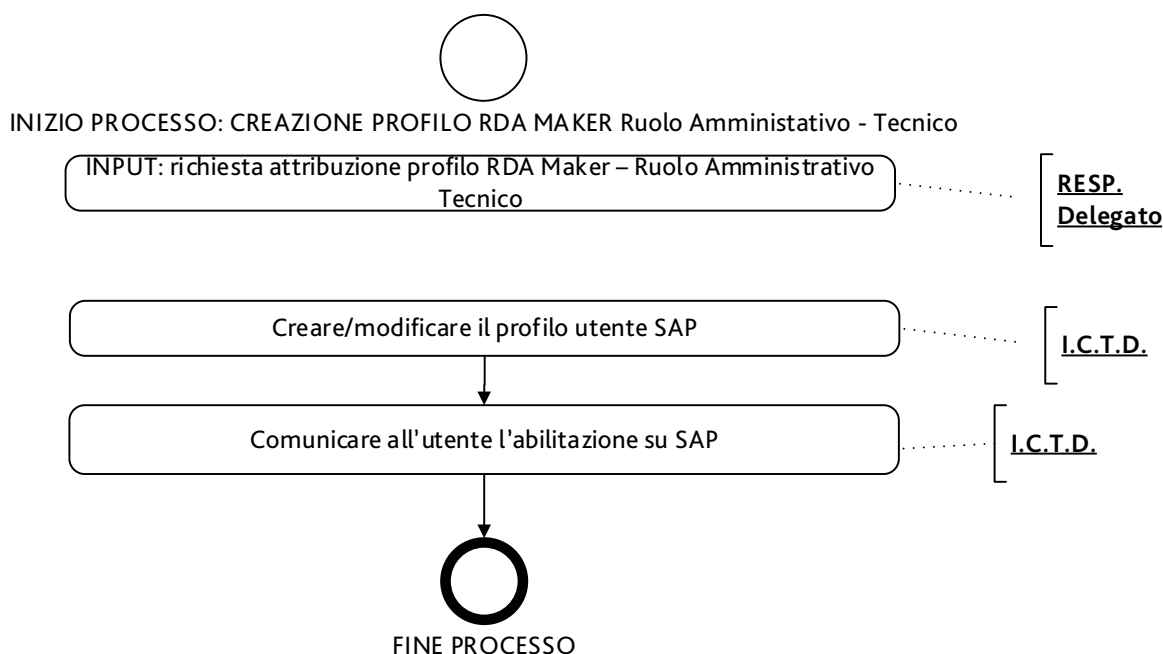 INIZIO PROCESSO: CREAZIONE PROFILO RDA MAKER Ruolo Amministativo - Tecnico
INPUT: richiesta attribuzione profilo RDA Maker – Ruolo Amministrativo
Tecnico
RESP.
Delegato
Creare/modificare il profilo utente SAP
I.C.T.D.
Comunicare all'utente l'abilitazione su SAP
I.C.T.D.
FINE PROCESSO